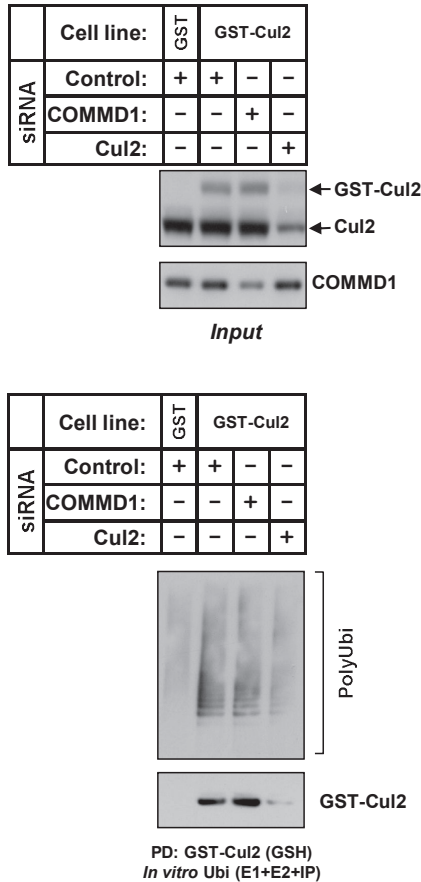 Cell line: GST GST-Cul2
siRNA
Control: + + – –
COMMD1: – – + –
Cul2: – – – +
GST-Cul2
Cul2
COMMD1
Input
Cell line: GST GST-Cul2
siRNA
Control: + + – –
COMMD1: – – + –
Cul2: – – – +
PolyUbi
GST-Cul2
PD: GST-Cul2 (GSH)
In vitro Ubi (E1+E2+IP)